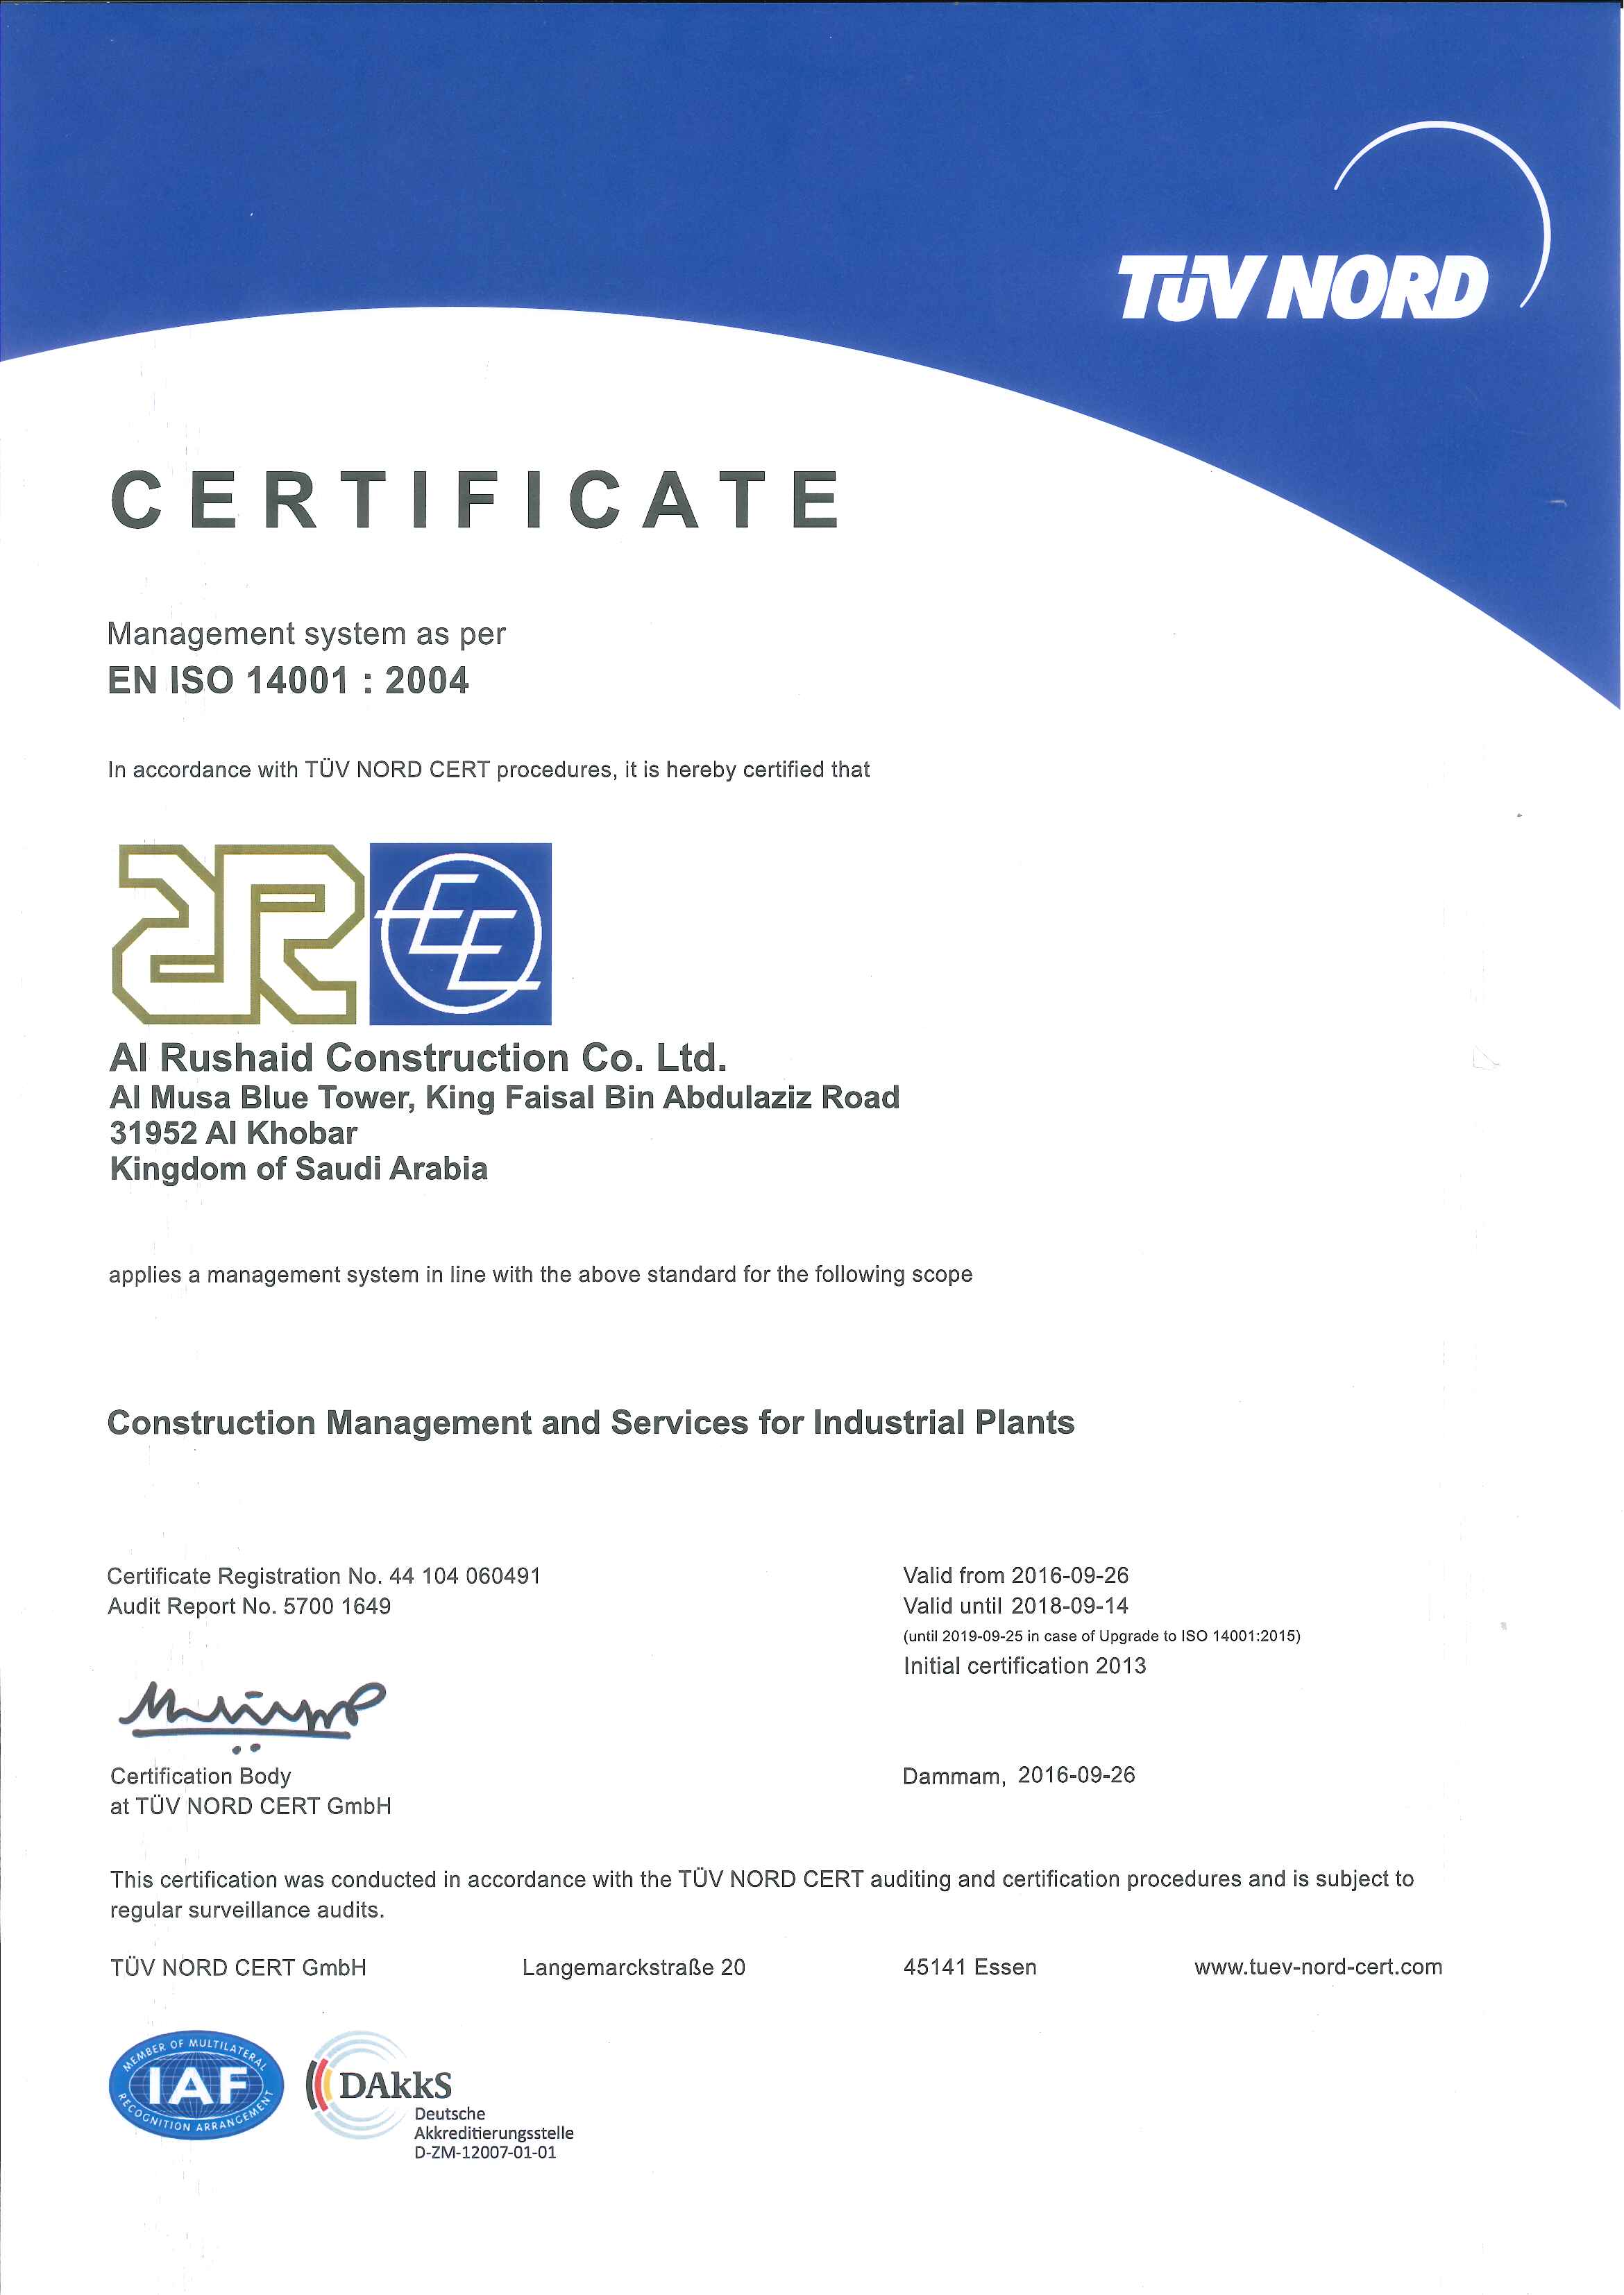 TÜV NORD
CERTIFICATE
Management system as per
EN ISO 14001 : 2004
In accordance with TÜV NORD CERT procedures, it is hereby certified that
Al Rushaid Construction Co. Ltd.
Al Musa Blue Tower, King Faisal Bin Abdulaziz Road
31952 Al Khobar
Kingdom of Saudi Arabia
applies a management system in line with the above standard for the following scope
Construction Management and Services for Industrial Plants
Certificate Registration No. 44 104 060491
Audit Report No. 5700 1649
Valid from 2016-09-26
Valid until 2018-09-14
(until 2019-09-25 in case of Upgrade to ISO 14001:2015)
Initial certification 2013
Certification Body
at TÜV NORD CERT GmbH
Dammam, 2016-09-26
This certification was conducted in accordance with the TÜV NORD CERT auditing and certification procedures and is subject to
regular surveillance audits.
TÜV NORD CERT GmbH Langemarckstraße 20 45141 Essen www.tuev-nord-cert.com
MEMBER OF MULTILATERAL
IAF
RECOGNITION ARRANGEMENT
DAkkS
Deutsche
Akkreditierungsstelle
D-ZM-12007-01-01